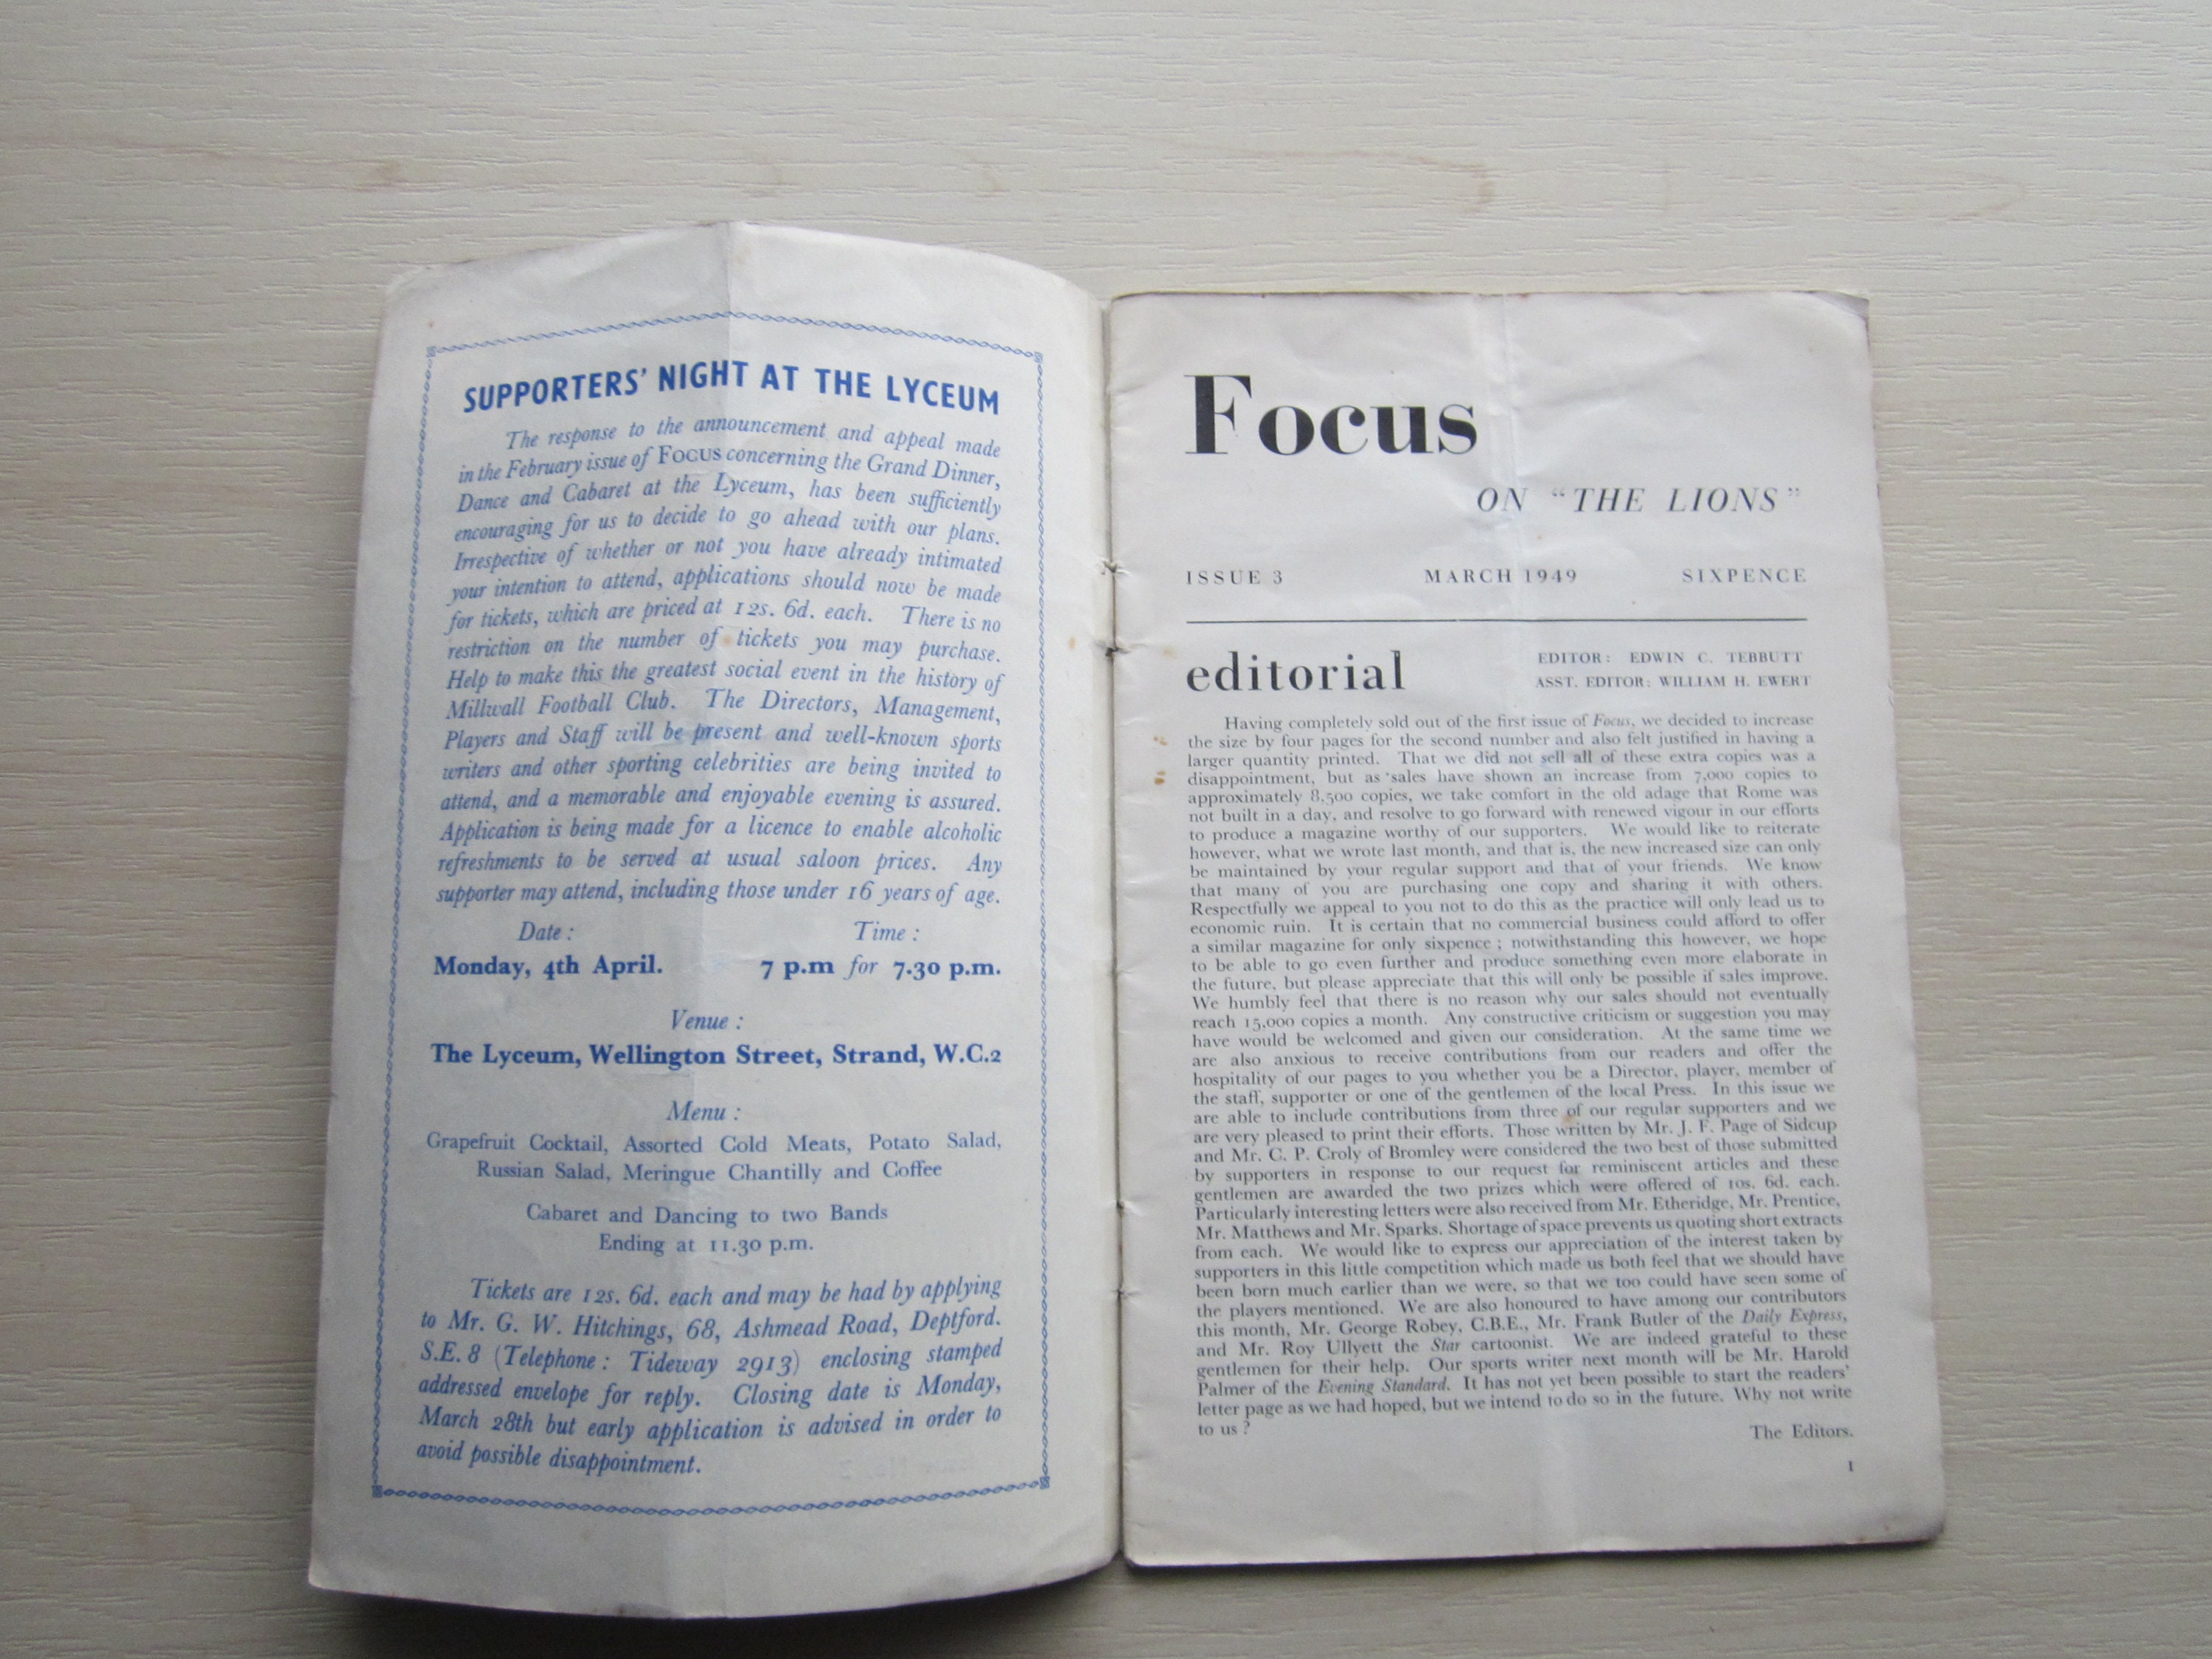 SUPPORTERS' NIGHT AT THE LYCEUM
The response to the announcement and appeal made
in the February issue of FOCUS concerning the Grand Dinner,
Dance and Cabaret at the Lyceum, has been sufficiently
encouraging for us to decide to go ahead with our plans.
Irrespective of whether or not you have already intimated
your intention to attend, applications should now be made
for tickets, which are priced at 12s. 6d. each. There is no
restriction on the number of tickets you may purchase.
Help to make this the greatest social event in the history of
Millwall Football Club. The Directors, Management,
Players and Staff will be present and well-known sports
writers and other sporting celebrities are being invited to
attend, and a memorable and enjoyable evening is assured.
Application is being made for a licence to enable alcoholic
refreshments to be served at usual saloon prices. Any
supporter may attend, including those under 16 years of age.
Date : Time :
Monday, 4th April. 7 p.m for 7.30 p.m.
Venue :
The Lyceum, Wellington Street, Strand, W.C.2
Menu :
Grapefruit Cocktail, Assorted Cold Meats, Potato Salad,
Russian Salad, Meringue Chantilly and Coffee
Cabaret and Dancing to two Bands
Ending at 11.30 p.m.
Tickets are 12s. 6d. each and may be had by applying
to Mr. G. W. Hitchings, 68, Ashmead Road, Deptford.
S.E.8 (Telephone : Tideway 2913) enclosing stamped
addressed envelope for reply. Closing date is Monday,
March 28th but early application is advised in order to
avoid possible disappointment.
Focus
ON "THE LIONS"
ISSUE 3 MARCH 1949 SIXPENCE
editorial
EDITOR : EDWIN C. TEBBUTT
ASST. EDITOR : WILLIAM H. EWERT
Having completely sold out of the first issue of Focus, we decided to increase
the size by four pages for the second number and also felt justified in having a
larger quantity printed. That we did not sell all of these extra copies was a
disappointment, but as sales have shown an increase from 7,000 copies to
approximately 8,500 copies, we take comfort in the old adage that Rome was
not built in a day, and resolve to go forward with renewed vigour in our efforts
to produce a magazine worthy of our supporters. We would like to reiterate
however, what we wrote last month, and that is, the new increased size can only
be maintained by your regular support and that of your friends. We know
that many of you are purchasing one copy and sharing it with others.
Respectfully we appeal to you not to do this as the practice will only lead us to
economic ruin. It is certain that no commercial business could afford to offer
a similar magazine for only sixpence ; notwithstanding this however, we hope
to be able to go even further and produce something even more elaborate in
the future, but please appreciate that this will only be possible if sales improve.
We humbly feel that there is no reason why our sales should not eventually
reach 15,000 copies a month. Any constructive criticism or suggestion you may
have would be welcomed and given our consideration. At the same time we
are also anxious to receive contributions from our readers and offer the
hospitality of our pages to you whether you be a Director, player, member of
the staff, supporter or one of the gentlemen of the local Press. In this issue we
are able to include contributions from three of our regular supporters and we
are very pleased to print their efforts. Those written by Mr. J. F. Page of Sidcup
and Mr. C. P. Croly of Bromley were considered the two best of those submitted
by supporters in response to our request for reminiscent articles and these
gentlemen are awarded the two prizes which were offered of 10s. 6d. each.
Particularly interesting letters were also received from Mr. Etheridge, Mr. Prentice,
Mr. Matthews and Mr. Sparks. Shortage of space prevents us quoting short extracts
from each. We would like to express our appreciation of the interest taken by
supporters in this little competition which made us both feel that we should have
been born much earlier than we were, so that we too could have seen some of
the players mentioned. We are also honoured to have among our contributors
this month, Mr. George Robey, C.B.E., Mr. Frank Butler of the Daily Express,
and Mr. Roy Ullyett the Star cartoonist. We are indeed grateful to these
gentlemen for their help. Our sports writer next month will be Mr. Harold
Palmer of the Evening Standard. It has not yet been possible to start the readers'
letter page as we had hoped, but we intend to do so in the future. Why not write
to us ?
The Editors.
1